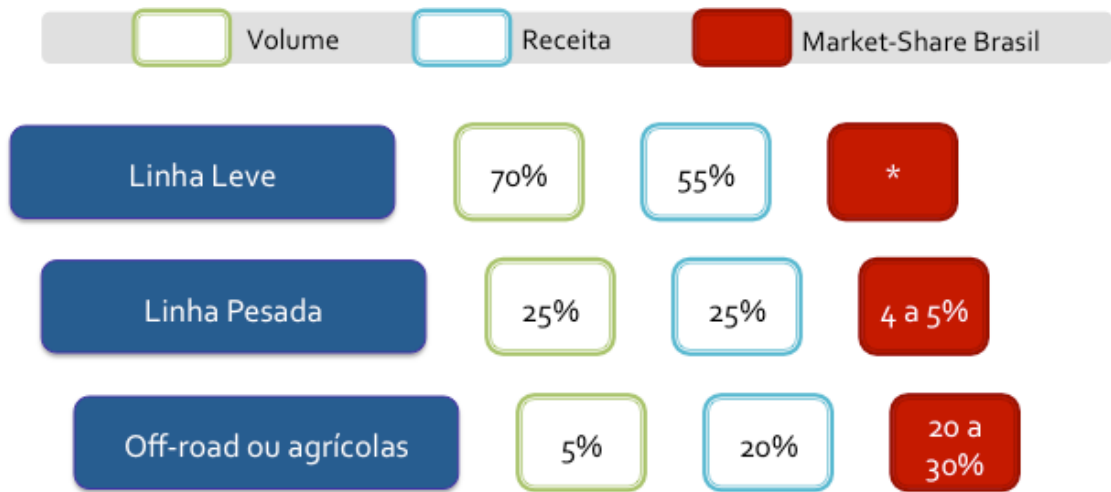 Volume Receita Market-Share Brasil
Linha Leve 70% 55% *
Linha Pesada 25% 25% 4 a 5%
Off-road ou agrícolas 5% 20% 20 a
30%